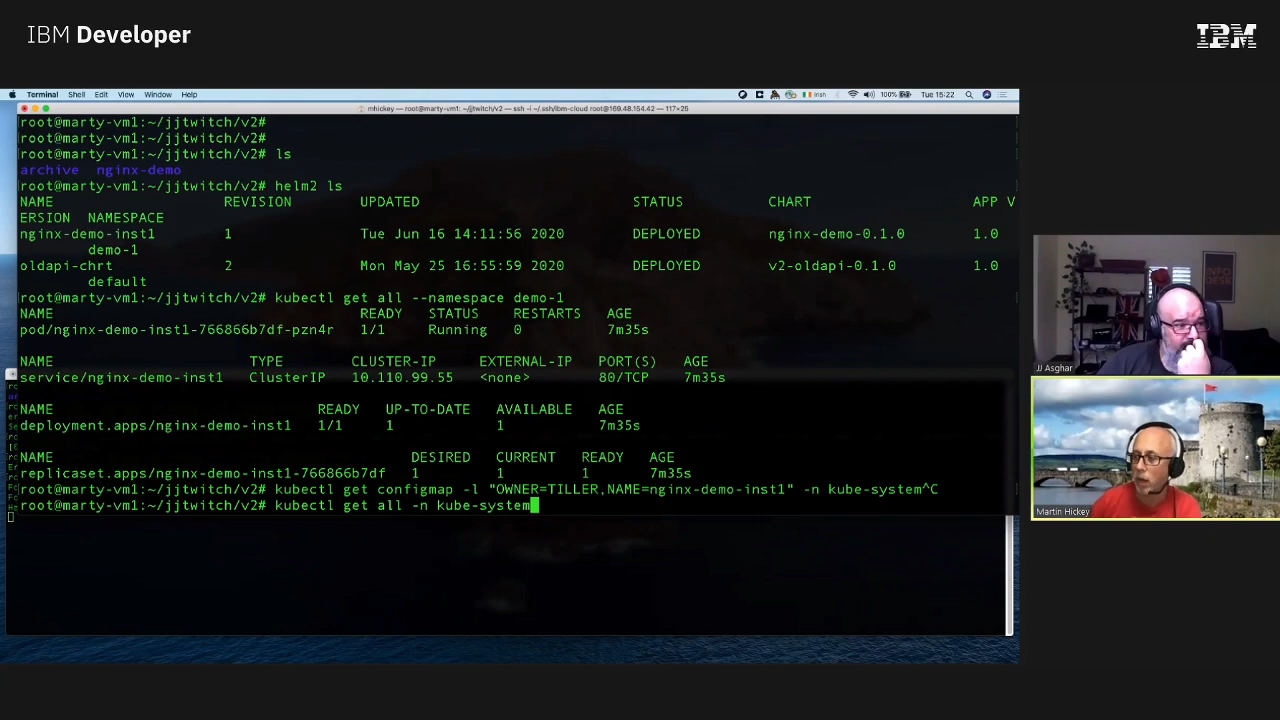 IBM Developer
IBM
Terminal Shell Edit View Window Help
Irish 100% Tue 15:22
mhickey — root@marty-vm1: ~/jjtwitch/v2 — ssh -i ~/.ssh/ibm-cloud root@169.48.154.42 — 117×25
root@marty-vm1:~/jjtwitch/v2#
root@marty-vm1:~/jjtwitch/v2#
root@marty-vm1:~/jjtwitch/v2# ls
archive nginx-demo
root@marty-vm1:~/jjtwitch/v2# helm2 ls
NAME REVISION UPDATED STATUS CHART APP V
ERSION NAMESPACE
nginx-demo-inst1 1 Tue Jun 16 14:11:56 2020 DEPLOYED nginx-demo-0.1.0 1.0
demo-1
oldapi-chrt 2 Mon May 25 16:55:59 2020 DEPLOYED v2-oldapi-0.1.0 1.0
default
root@marty-vm1:~/jjtwitch/v2# kubectl get all --namespace demo-1
NAME READY STATUS RESTARTS AGE
pod/nginx-demo-inst1-766866b7df-pzn4r 1/1 Running 0 7m35s
NAME TYPE CLUSTER-IP EXTERNAL-IP PORT(S) AGE
service/nginx-demo-inst1 ClusterIP 10.110.99.55 <none> 80/TCP 7m35s
NAME READY UP-TO-DATE AVAILABLE AGE
deployment.apps/nginx-demo-inst1 1/1 1 1 7m35s
NAME DESIRED CURRENT READY AGE
replicaset.apps/nginx-demo-inst1-766866b7df 1 1 1 7m35s
root@marty-vm1:~/jjtwitch/v2# kubectl get configmap -l "OWNER=TILLER,NAME=nginx-demo-inst1" -n kube-system^C
root@marty-vm1:~/jjtwitch/v2# kubectl get all -n kube-system
INFO
DESK
JJ Asghar
Martin Hickey